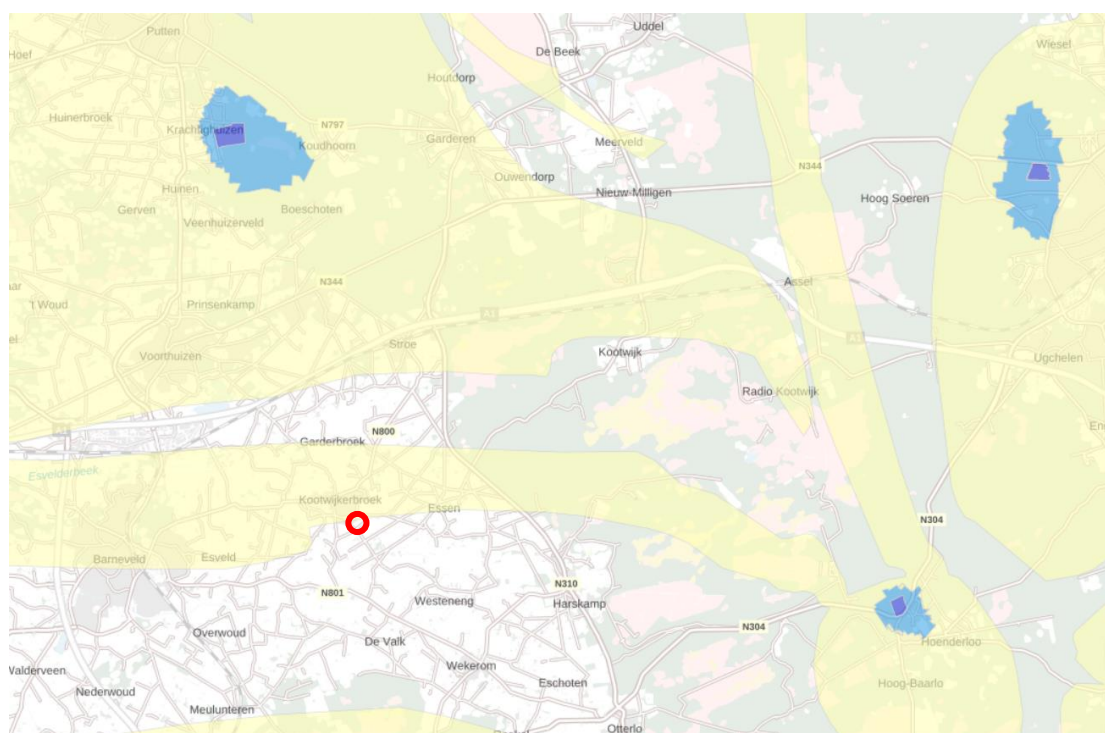 Putten
Uddel
Hoef
De Beek
Wiesel
Houtdorp
Huinerbroek
Krachtighuizen
N797
Koudhoorn
Garderen
Meerveld
N344
Ouwendorp
Huinen
Nieuw-Milligen
Hoog Soeren
Gerven
Boeschoten
Veenhuizerveld
N344
Assel
't Woud
Prinsenkamp
A1
Stroe
A1
Voorthuizen
Kootwijk
Ugchelen
Radio Kootwijk
A1
N800
Garderbroek
Esvelderbeek
Kootwijkerbroek
Essen
N304
Barneveld
Esveld
N310
N801
Westeneng
Harskamp
N304
Overwoud
De Valk
Hoenderloo
Wekerom
Walderveen
Eschoten
Hoog-Baarlo
Nederwoud
Meulunteren
Otterlo